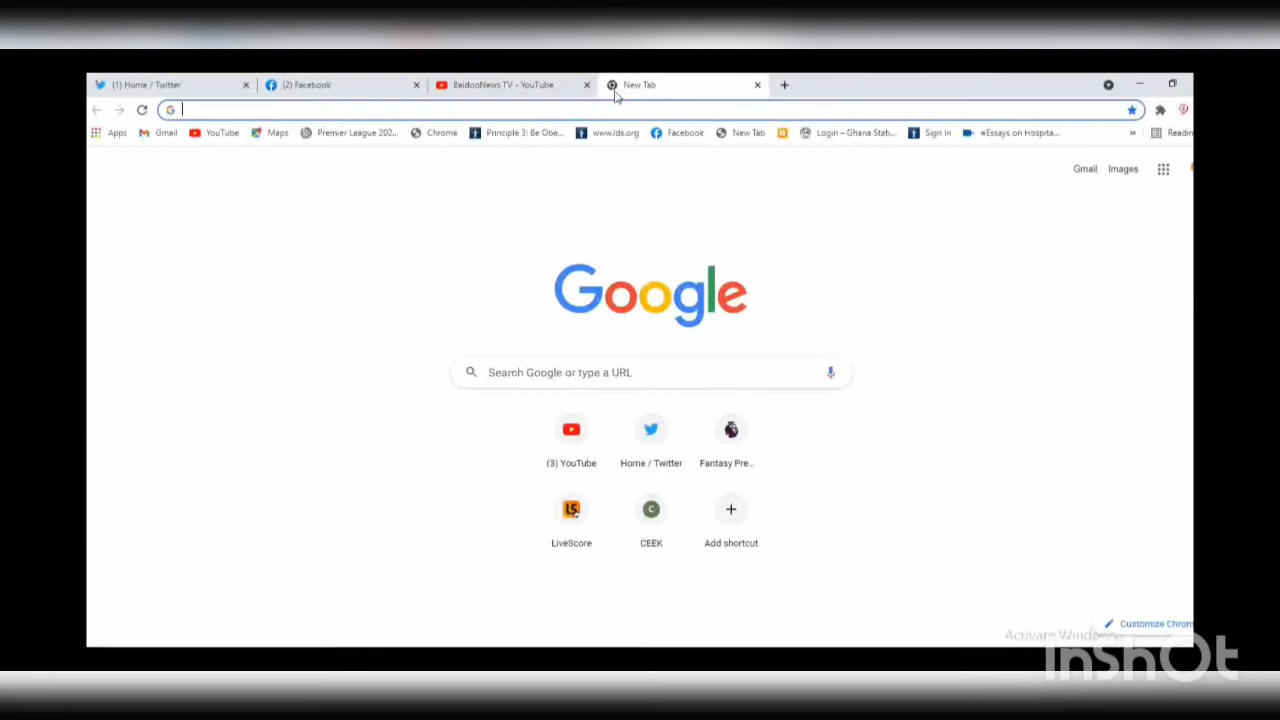 (1) Home / Twitter (2) Facebook BaidooNews TV - YouTube New Tab
Apps Gmail YouTube Maps Premier League 202... Chrome Principle 3: Be Obe... www.lds.org Facebook New Tab Login – Ghana Stati... Sign In «Essays on Hospita... » Readin
Gmail Images
Google
Search Google or type a URL
(3) YouTube Home / Twitter Fantasy Pre...
LS C
LiveScore CEEK Add shortcut
Customize Chrom
Activate Windows
InShOt